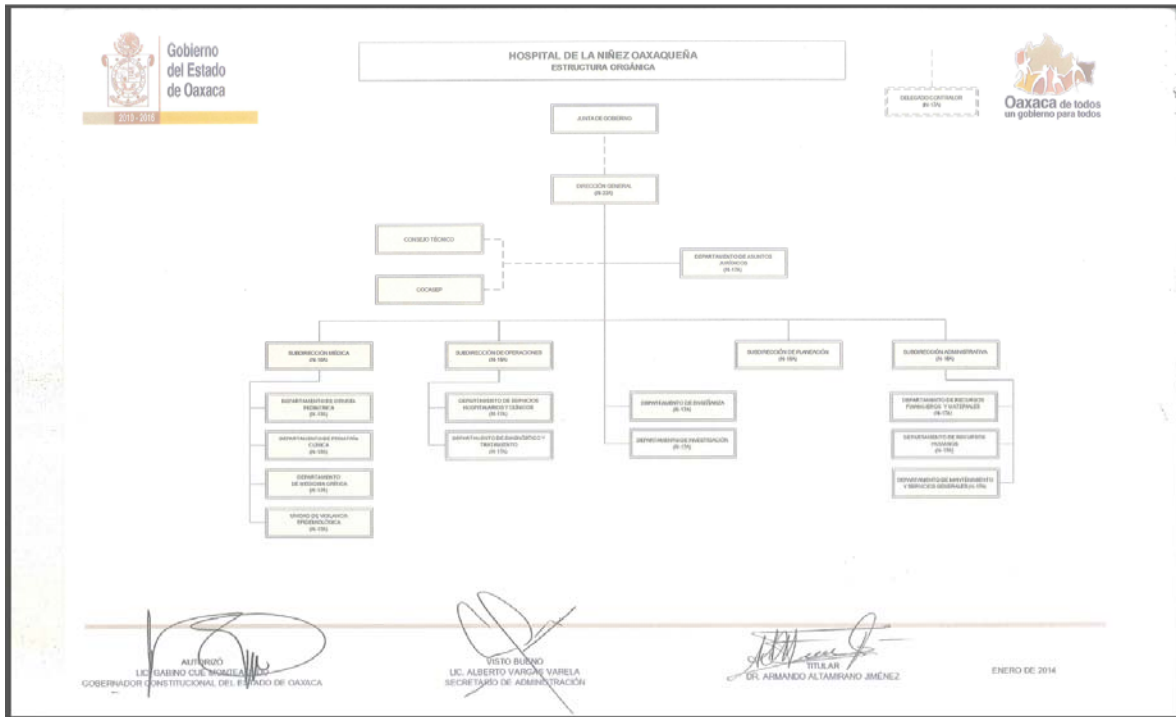 Gobierno
del Estado
de Oaxaca
2010 - 2016
HOSPITAL DE LA NIÑEZ OAXAQUEÑA
ESTRUCTURA ORGÁNICA
DELEGADO CONTRALOR
Oaxaca de todos
un gobierno para todos
JUNTA DE GOBIERNO
DIRECCIÓN GENERAL
CONSEJO TÉCNICO
DEPARTAMENTO DE ASUNTOS
JURÍDICOS
SUBDIRECCIÓN MÉDICA
SUBDIRECCIÓN DE OPERACIONES
SUBDIRECCIÓN DE PLANEACIÓN
SUBDIRECCIÓN ADMINISTRATIVA
DEPARTAMENTO DE CIRUGÍA
PEDIÁTRICA
DEPARTAMENTO DE PEDIATRÍA
CLÍNICA
DEPARTAMENTO
DE MEDICINA CRÍTICA
UNIDAD DE VIGILANCIA
EPIDEMIOLÓGICA
DEPARTAMENTO DE SERVICIOS
HOSPITALARIOS Y CLÍNICOS
DEPARTAMENTO DE DIAGNÓSTICO Y
TRATAMIENTO
DEPARTAMENTO DE ENSEÑANZA
DEPARTAMENTO DE INVESTIGACIÓN
DEPARTAMENTO DE RECURSOS
FINANCIEROS Y MATERIALES
DEPARTAMENTO DE RECURSOS
HUMANOS
DEPARTAMENTO DE MANTENIMIENTO
Y SERVICIOS GENERALES
AUTORIZÓ
LIC. GABINO CUÉ MONTEAGUDO
GOBERNADOR CONSTITUCIONAL DEL ESTADO DE OAXACA
VISTO BUENO
LIC. ALBERTO VARGAS VARELA
SECRETARIO DE ADMINISTRACIÓN
TITULAR
DR. ARMANDO ALTAMIRANO JIMÉNEZ
ENERO DE 2014